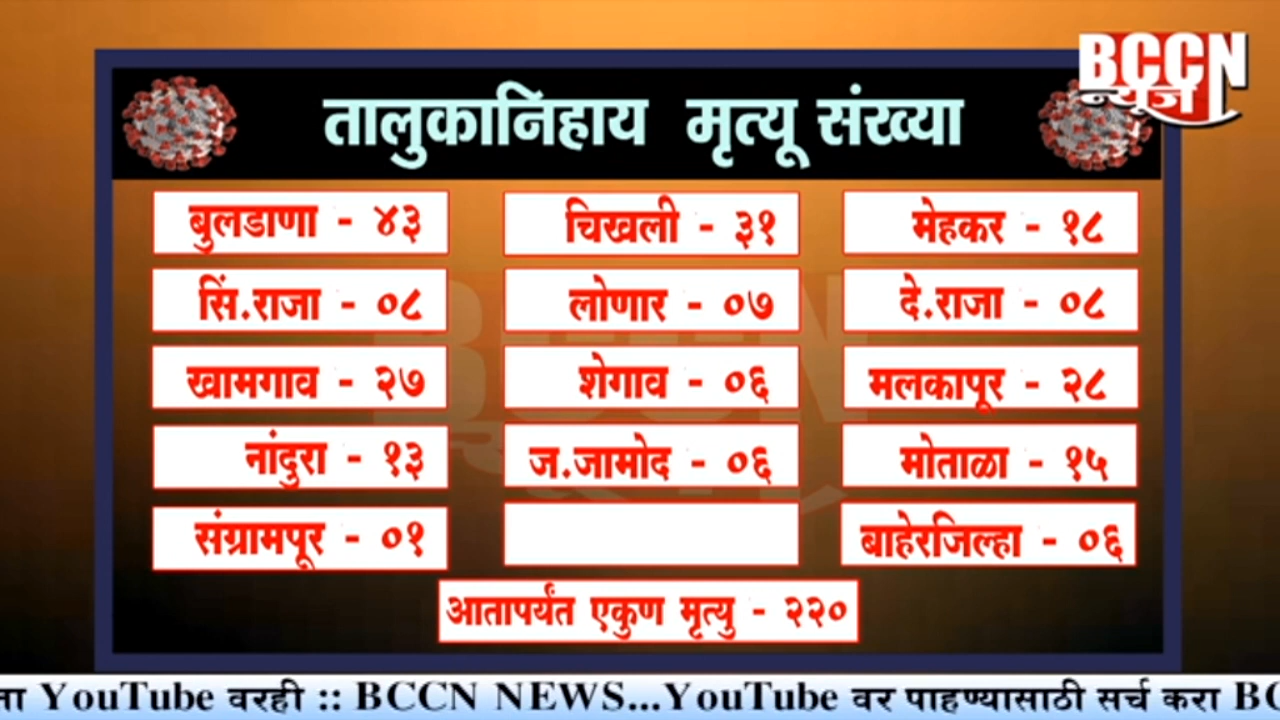 BCCN
न्यूज
तालुकानिहाय मृत्यू संख्या
बुलडाणा - ४३
चिखली - ३१
मेहकर - १८
सिं.राजा - ०८
लोणार - ०७
दे.राजा - ०८
खामगाव - २७
शेगाव - ०६
मलकापूर - २८
नांदुरा - १३
ज.जामोद - ०६
मोताळा - १५
संग्रामपूर - ०१
बाहेरजिल्हा - ०६
आतापर्यंत एकुण मृत्यु - २२०
ता YouTube वरही :: BCCN NEWS...YouTube वर पाहण्यासाठी सर्च करा BC